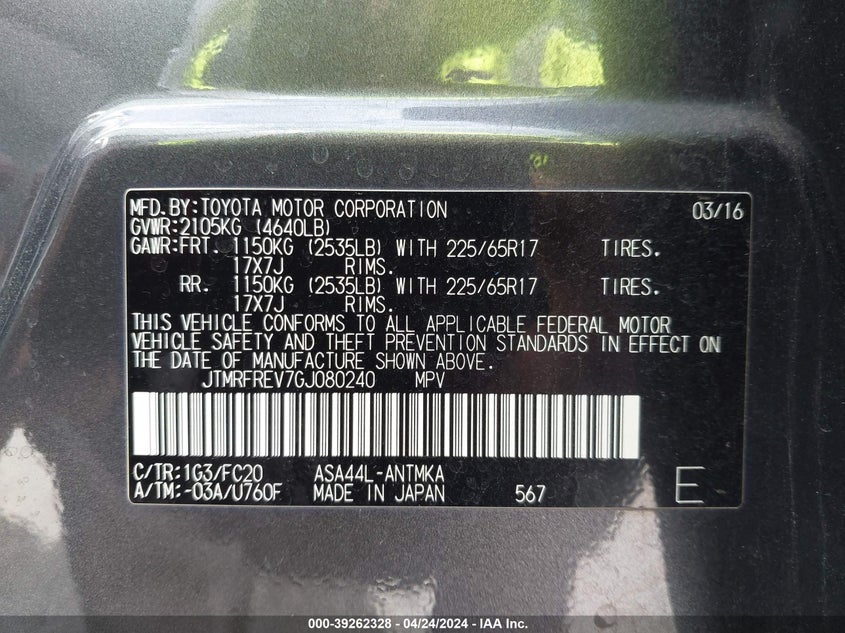 MFD.BY:TOYOTA MOTOR CORPORATION 03/16
GVWR:2105KG (4640LB)
GAWR:FRT. 1150KG (2535LB) WITH 225/65R17 TIRES.
17X7J RIMS.
RR. 1150KG (2535LB) WITH 225/65R17 TIRES.
17X7J RIMS.
THIS VEHICLE CONFORMS TO ALL APPLICABLE FEDERAL MOTOR
VEHICLE SAFETY AND THEFT PREVENTION STANDARDS IN EFFECT ON
THE DATE OF MANUFACTURE SHOWN ABOVE.
JTMRFREV7GJ080240 MPV
C/TR:1G3/FC20 ASA44L-ANTMKA
A/TM:-03A/U760F MADE IN JAPAN 567 E
000-39262328 - 04/24/2024 - IAA Inc.